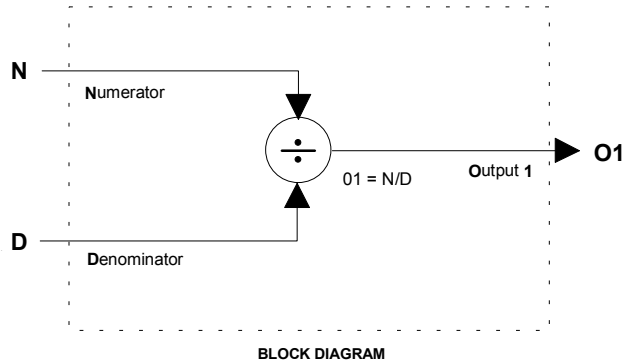 N
Numerator
÷
O1
Output 1
01 = N/D
D
Denominator
BLOCK DIAGRAM